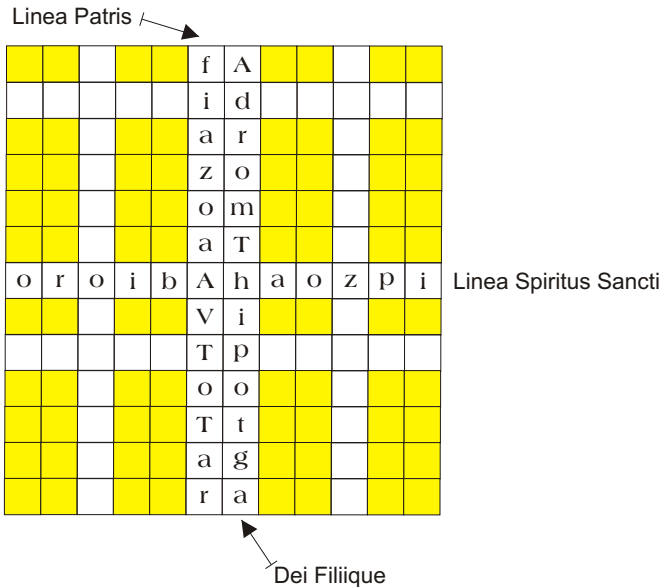 Linea Patris
f A
i d
a r
z o
o m
a T
o r o i b A h a o z p i Linea Spiritus Sancti
V i
T p
o o
T t
a g
r a
Dei Filiique